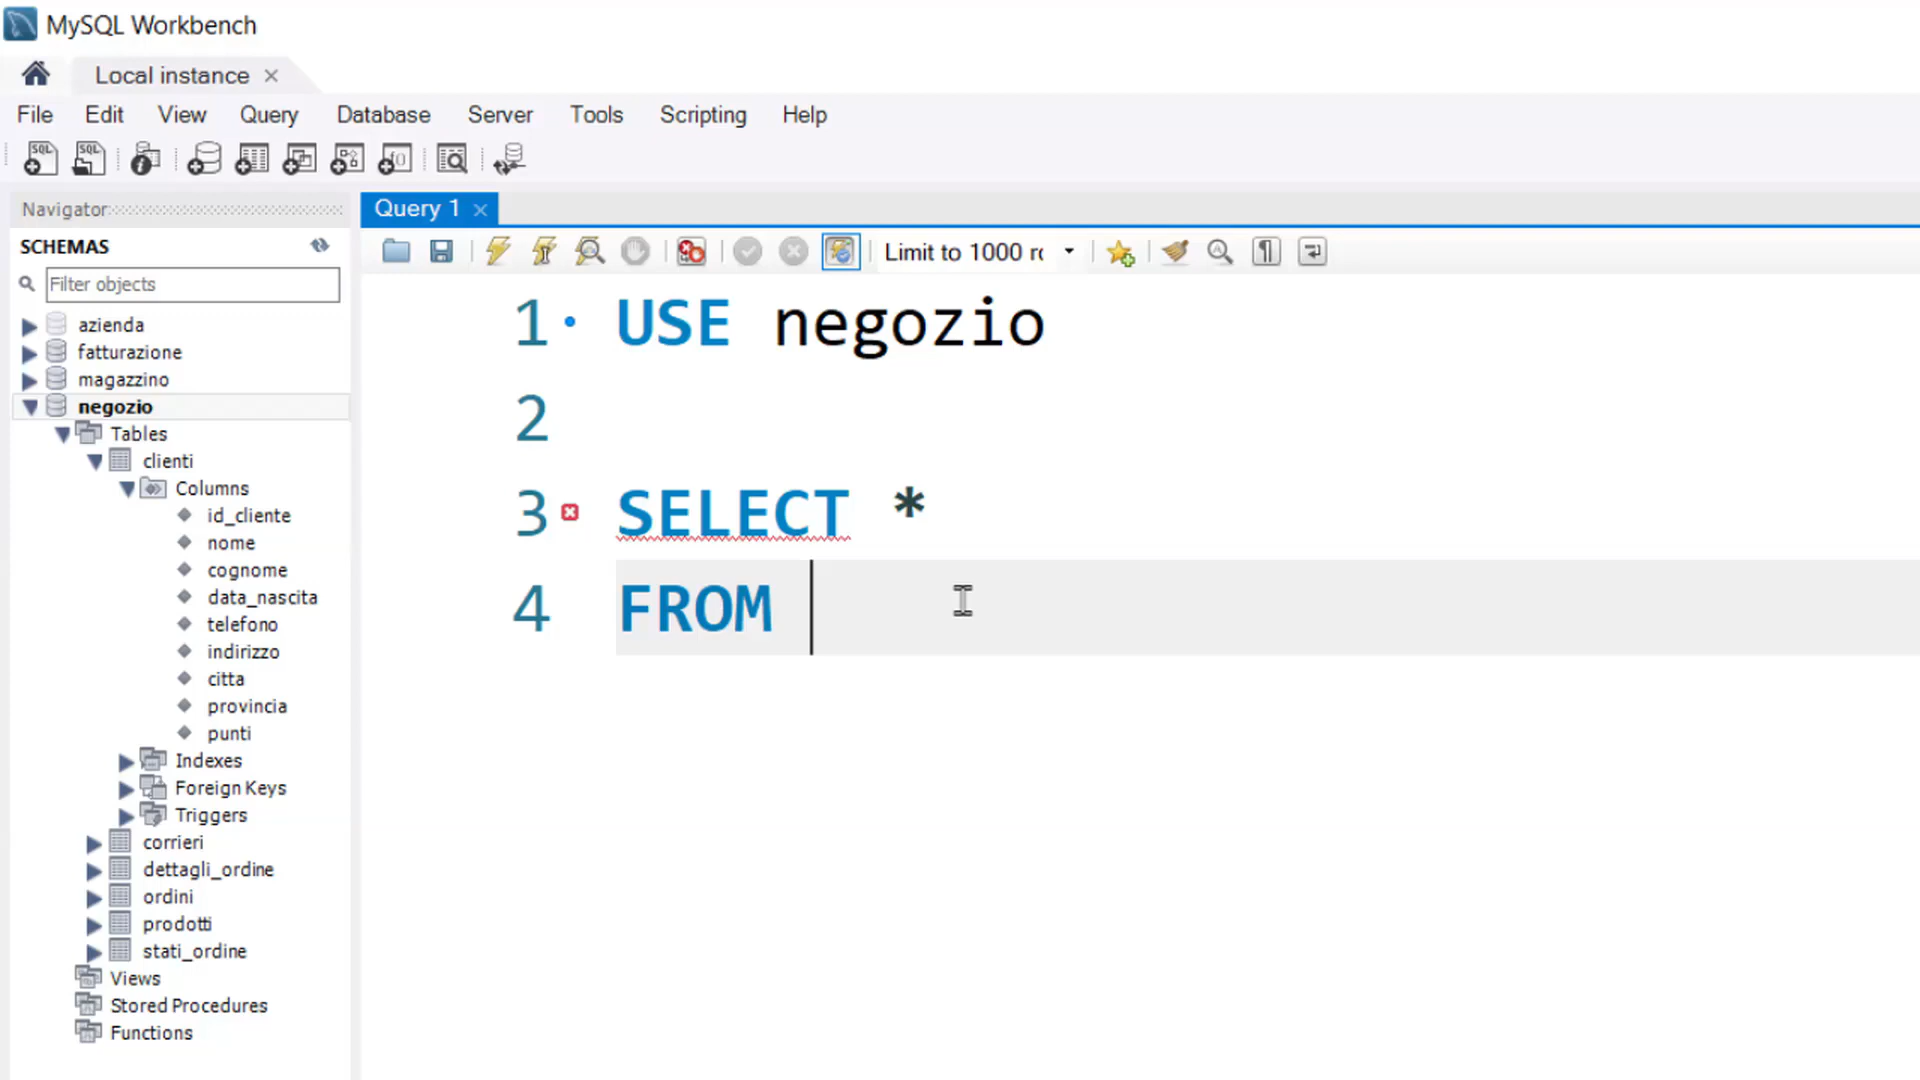 MySQL Workbench
Local instance
File Edit View Query Database Server Tools Scripting Help
Navigator
SCHEMAS
Filter objects
azienda
fatturazione
magazzino
negozio
Tables
clienti
Columns
id_cliente
nome
cognome
data_nascita
telefono
indirizzo
citta
provincia
punti
Indexes
Foreign Keys
Triggers
corrieri
dettagli_ordine
ordini
prodotti
stati_ordine
Views
Stored Procedures
Functions
Query 1
Limit to 1000 rc
1 USE negozio
2
3 SELECT *
4 FROM